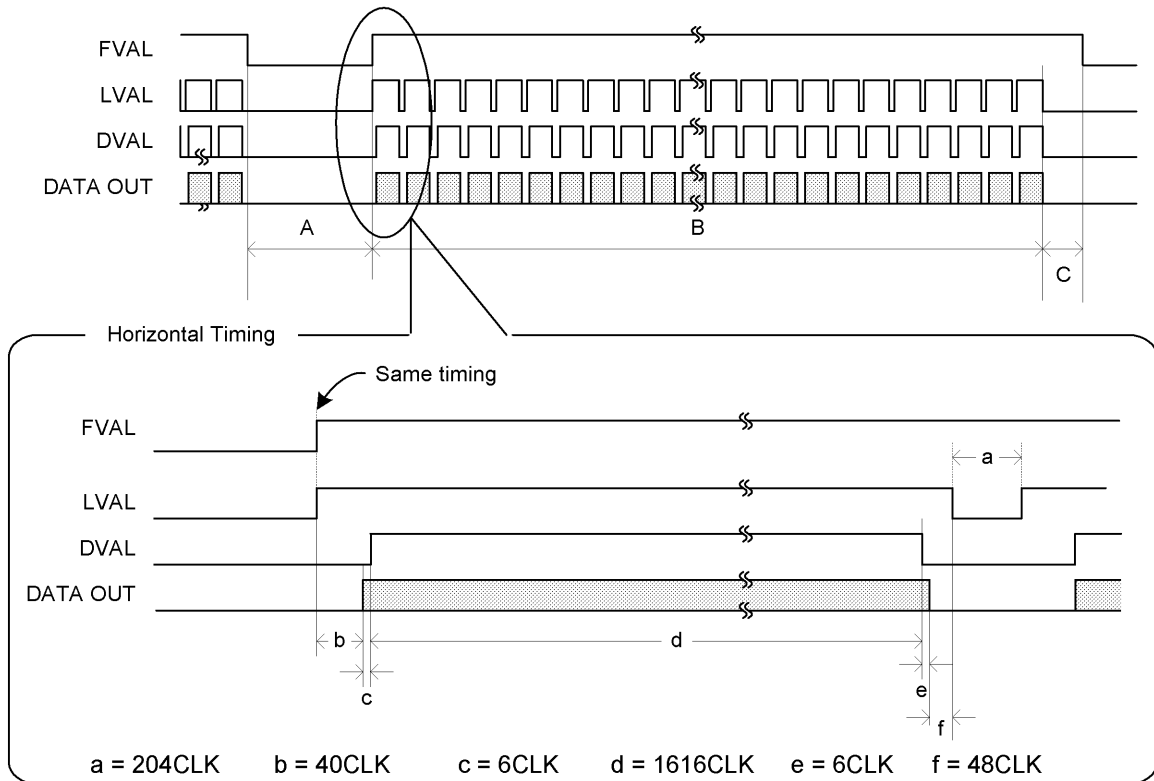 FVAL
LVAL
DVAL
DATA OUT
A
B
C
Horizontal Timing
Same timing
FVAL
a
LVAL
DVAL
DATA OUT
b
d
c
e
f
a = 204CLK b = 40CLK c = 6CLK d = 1616CLK e = 6CLK f = 48CLK